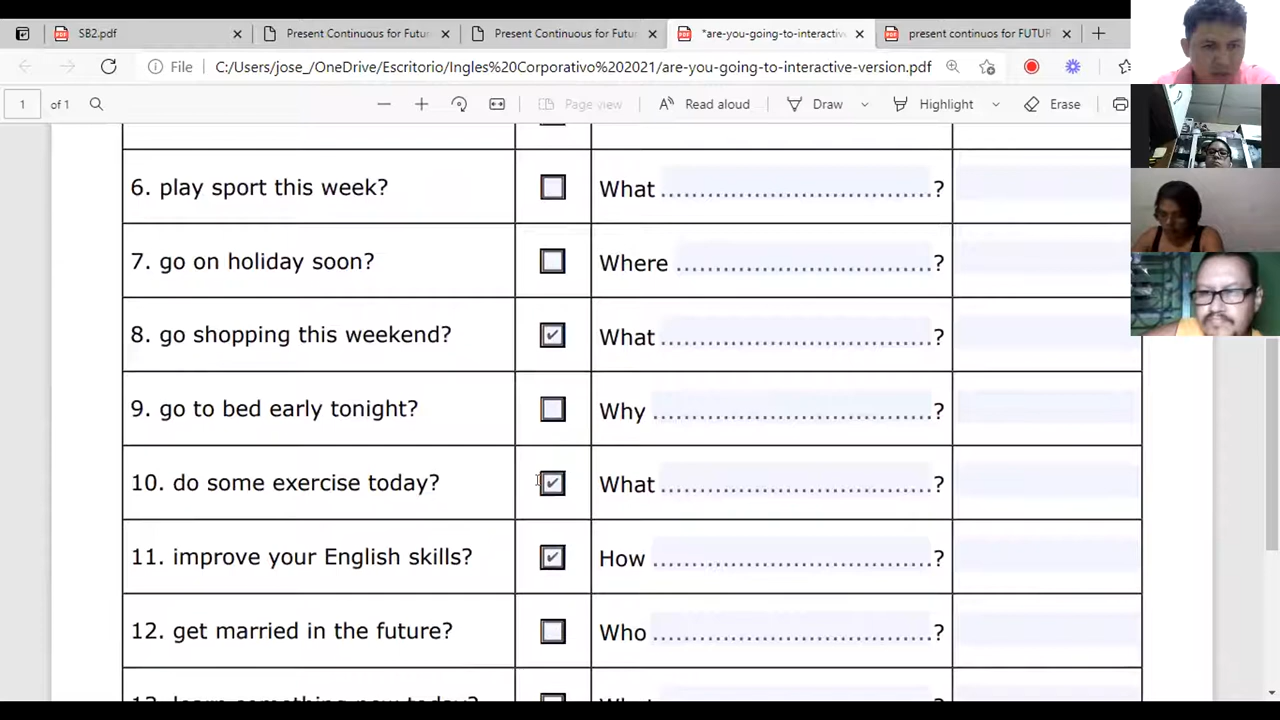 SB2.pdf
Present Continuous for Futur
Present Continuous for Futur
*are-you-going-to-interactive
present continuos for FUTUR
File
C:/Users/jose_/OneDrive/Escritorio/Ingles%20Corporativo%202021/are-you-going-to-interactive-version.pdf
1 of 1
Page view
Read aloud
Draw
Highlight
Erase
6. play sport this week? What ....................................?
7. go on holiday soon? Where ..................................?
8. go shopping this weekend? What ....................................?
9. go to bed early tonight? Why .....................................?
10. do some exercise today? What ....................................?
11. improve your English skills? How .....................................?
12. get married in the future? Who .....................................?